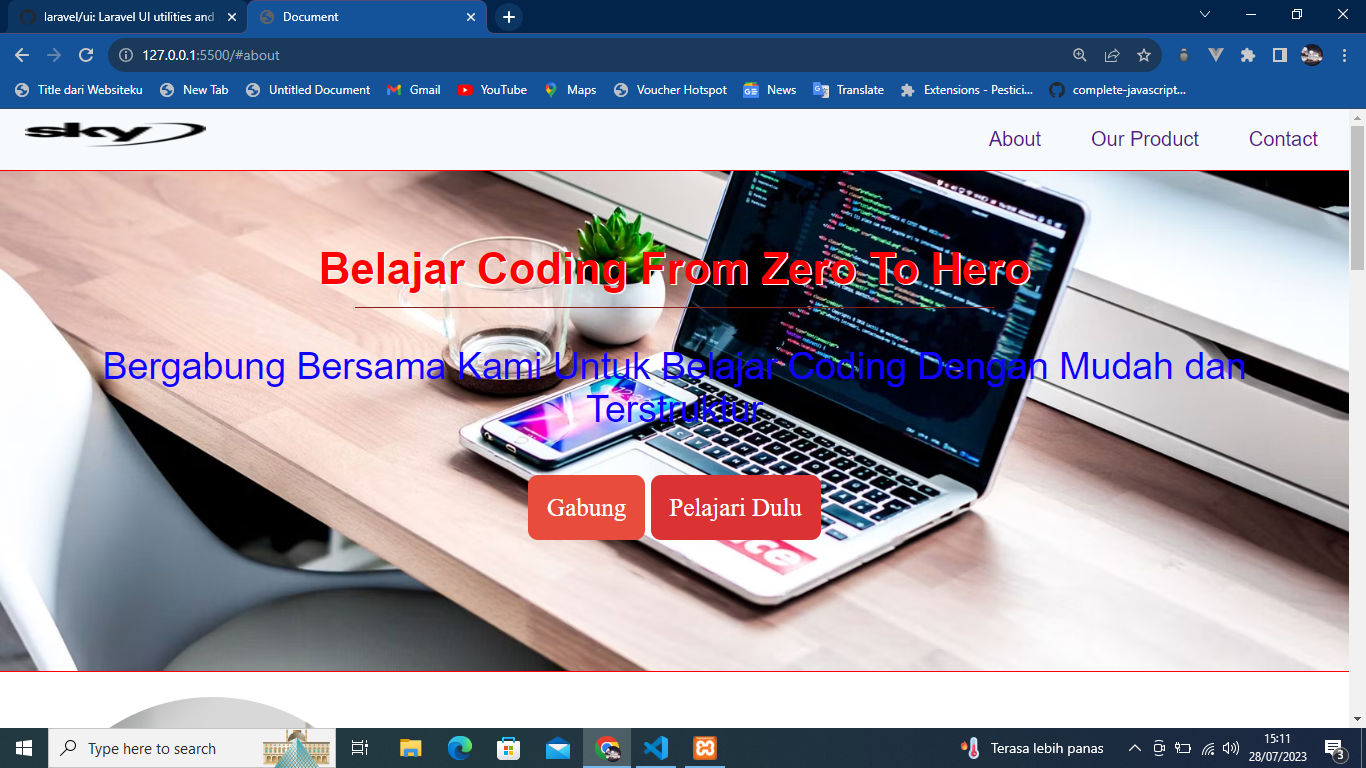 laravel/ui: Laravel UI utilities and
Document
127.0.0.1:5500/#about
Title dari Websiteku
New Tab
Untitled Document
Gmail
YouTube
Maps
Voucher Hotspot
News
Translate
Extensions - Pestici...
complete-javascript...
sky
About
Our Product
Contact
Belajar Coding From Zero To Hero
Bergabung Bersama Kami Untuk Belajar Coding Dengan Mudah dan
Terstruktur
Gabung
Pelajari Dulu
Type here to search
Terasa lebih panas
15:11
28/07/2023
3